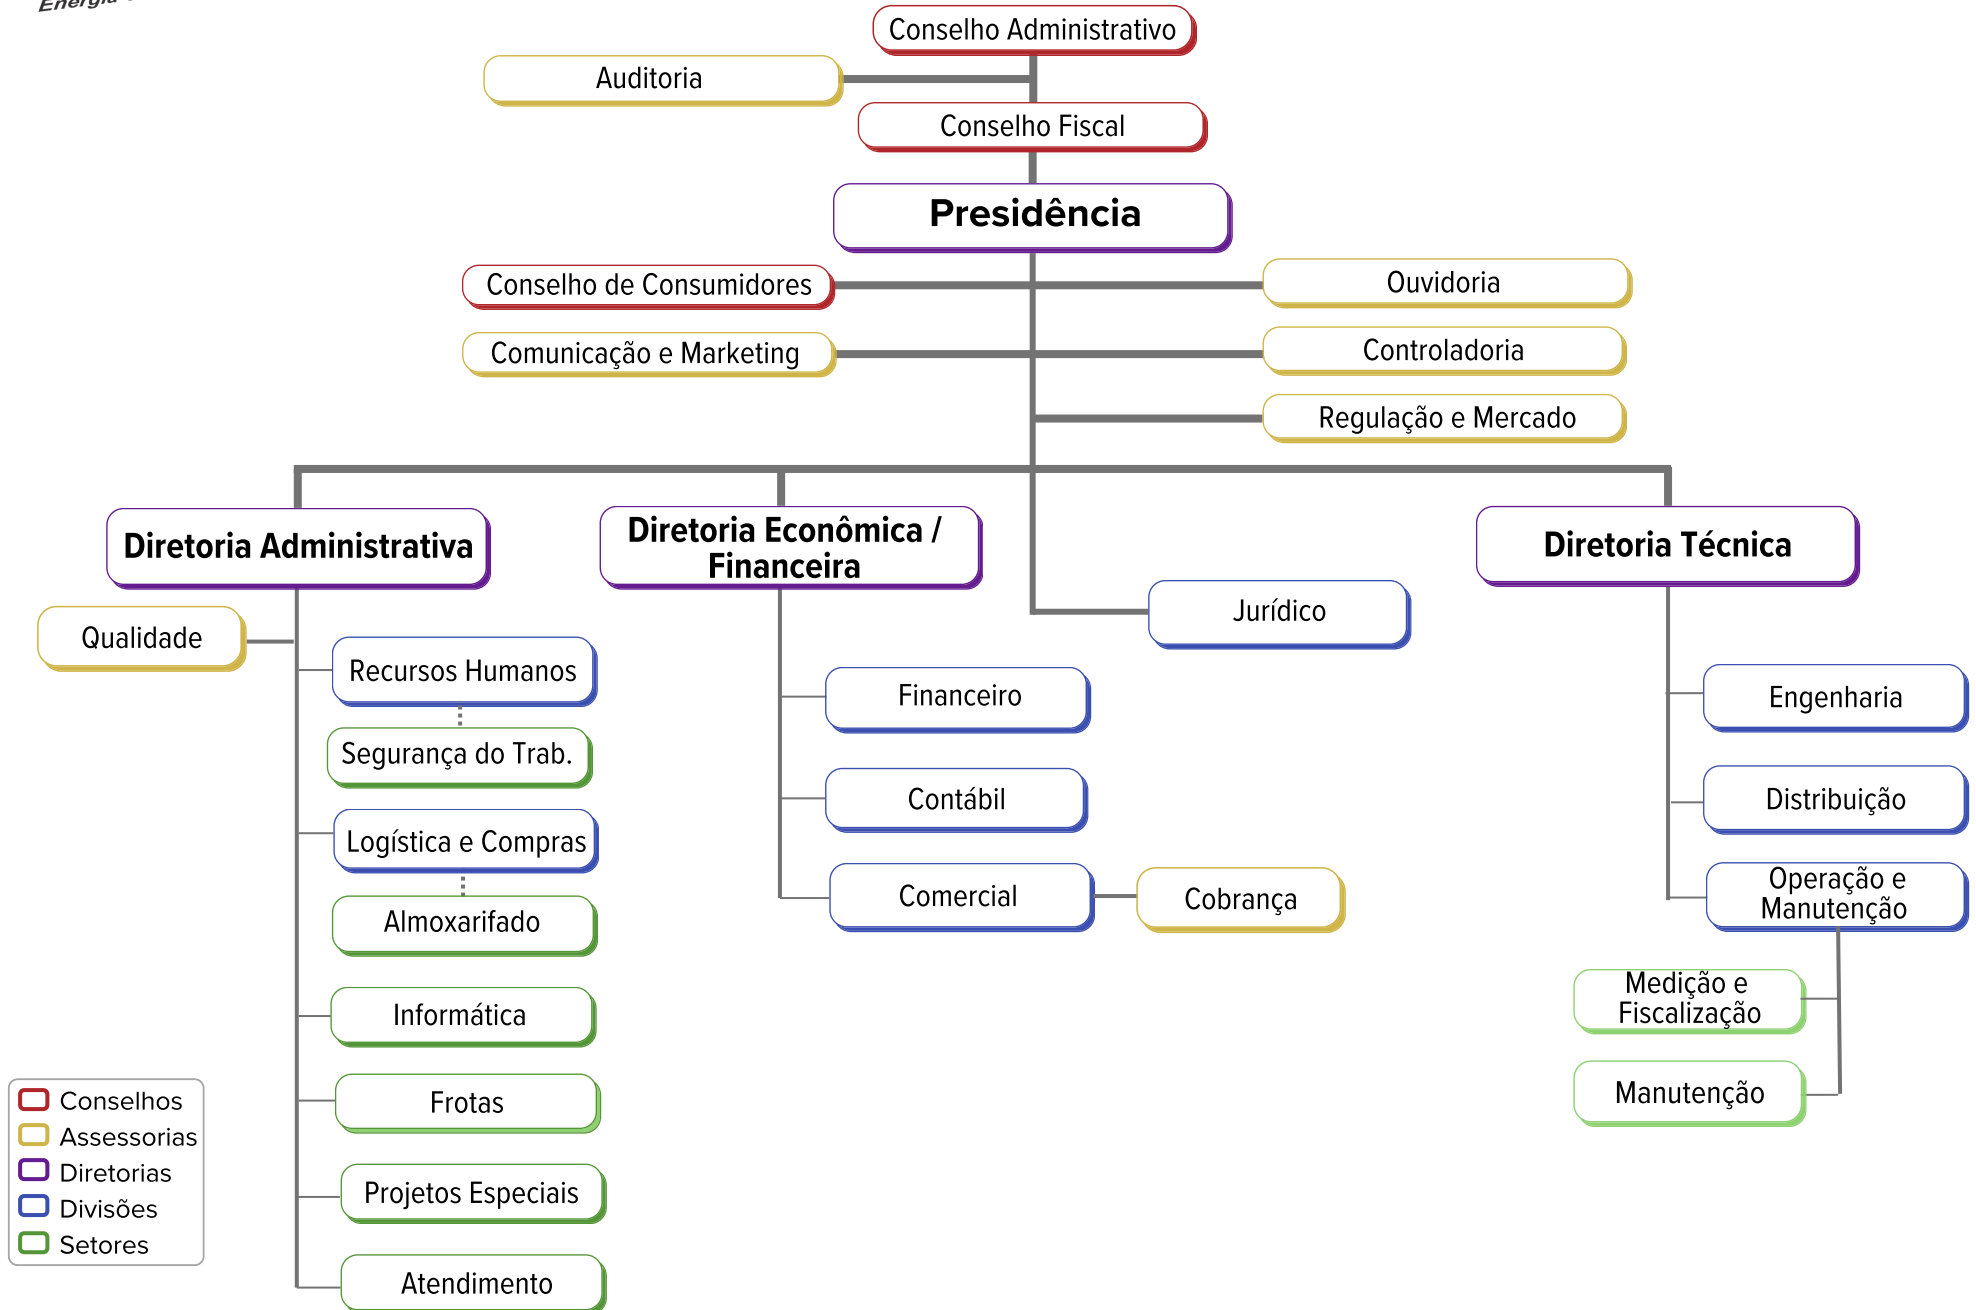 Energia
Conselho Administrativo
Auditoria
Conselho Fiscal
Presidência
Conselho de Consumidores
Ouvidoria
Comunicação e Marketing
Controladoria
Regulação e Mercado
Diretoria Administrativa
Diretoria Econômica /
Financeira
Diretoria Técnica
Qualidade
Jurídico
Recursos Humanos
Segurança do Trab.
Logística e Compras
Almoxarifado
Informática
Frotas
Projetos Especiais
Atendimento
Financeiro
Contábil
Comercial
Cobrança
Engenharia
Distribuição
Operação e
Manutenção
Medição e
Fiscalização
Manutenção
Conselhos
Assessorias
Diretorias
Divisões
Setores